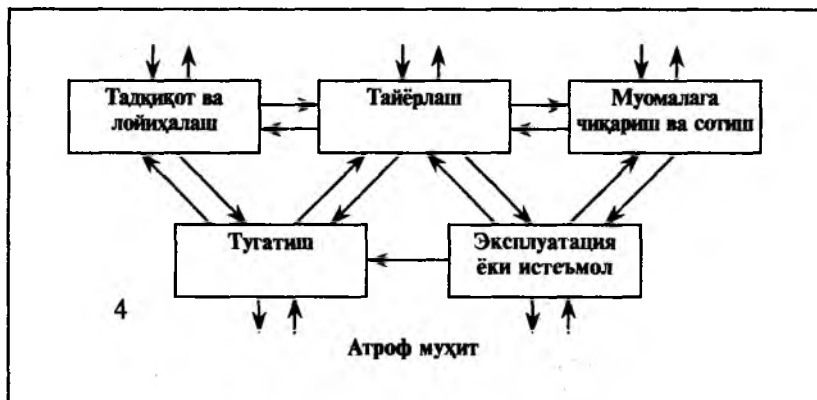 Тадқиқот ва
лойиҳалаш
Тайёрлаш
Муомалага
чиқариш ва сотиш
Тугатиш
Эксплуатация
ёки истеъмол
4
Атроф муҳит